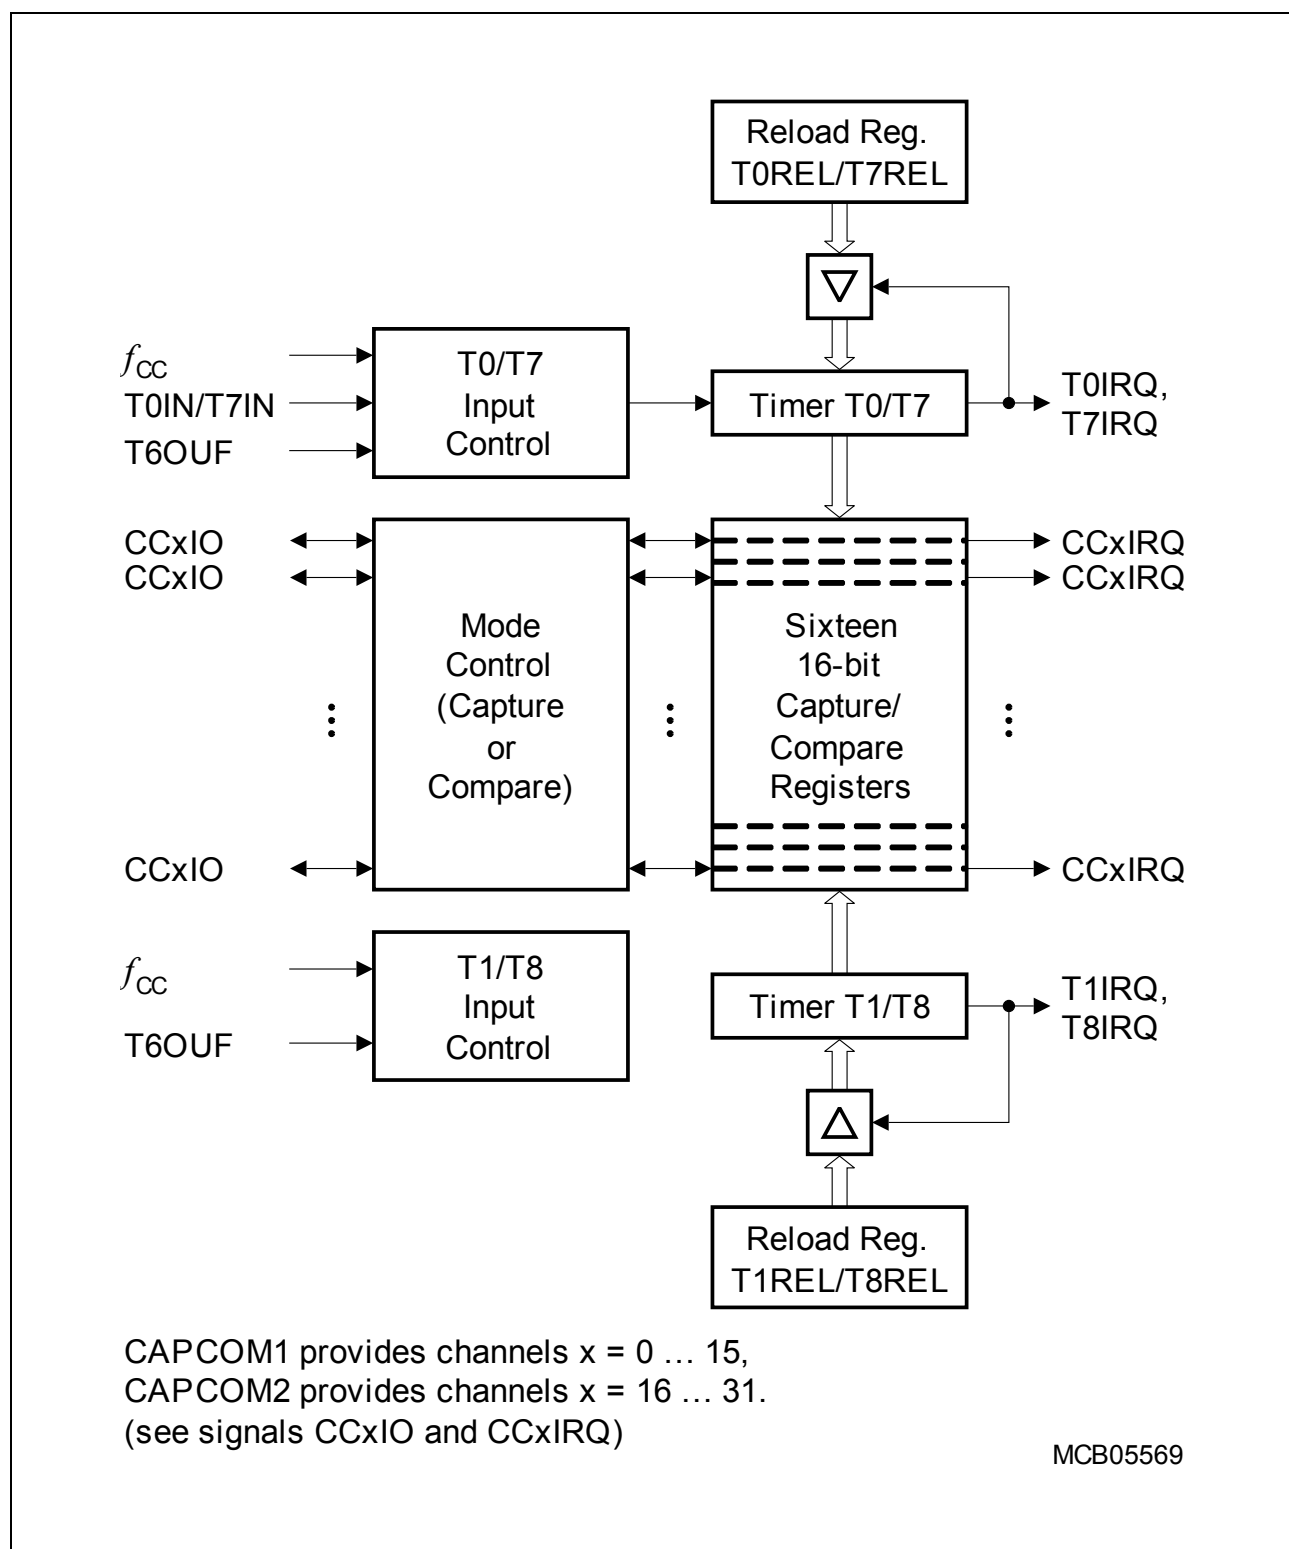 Reload Reg.
T0REL/T7REL
fCC
T0IN/T7IN
T6OUF
T0/T7
Input
Control
Timer T0/T7
T0IRQ,
T7IRQ
CCxIO
CCxIO
CCxIO
Mode
Control
(Capture
or
Compare)
Sixteen
16-bit
Capture/
Compare
Registers
CCxIRQ
CCxIRQ
CCxIRQ
fCC
T6OUF
T1/T8
Input
Control
Timer T1/T8
T1IRQ,
T8IRQ
Reload Reg.
T1REL/T8REL
CAPCOM1 provides channels x = 0 … 15,
CAPCOM2 provides channels x = 16 … 31.
(see signals CCxIO and CCxIRQ)
MCB05569